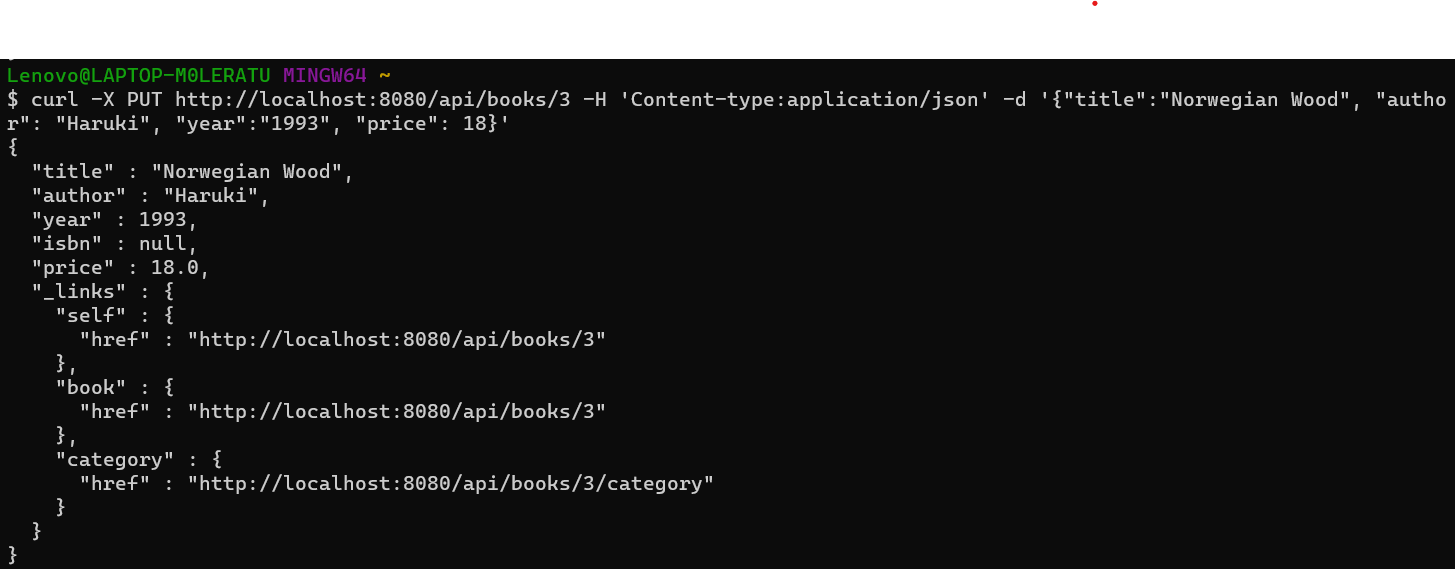 Lenovo@LAPTOP-M0LERATU MINGW64 ~
$ curl -X PUT http://localhost:8080/api/books/3 -H 'Content-type:application/json' -d '{"title":"Norwegian Wood", "autho
r": "Haruki", "year":"1993", "price": 18}'
{
  "title" : "Norwegian Wood",
  "author" : "Haruki",
  "year" : 1993,
  "isbn" : null,
  "price" : 18.0,
  "_links" : {
    "self" : {
      "href" : "http://localhost:8080/api/books/3"
    },
    "book" : {
      "href" : "http://localhost:8080/api/books/3"
    },
    "category" : {
      "href" : "http://localhost:8080/api/books/3/category"
    }
  }
}